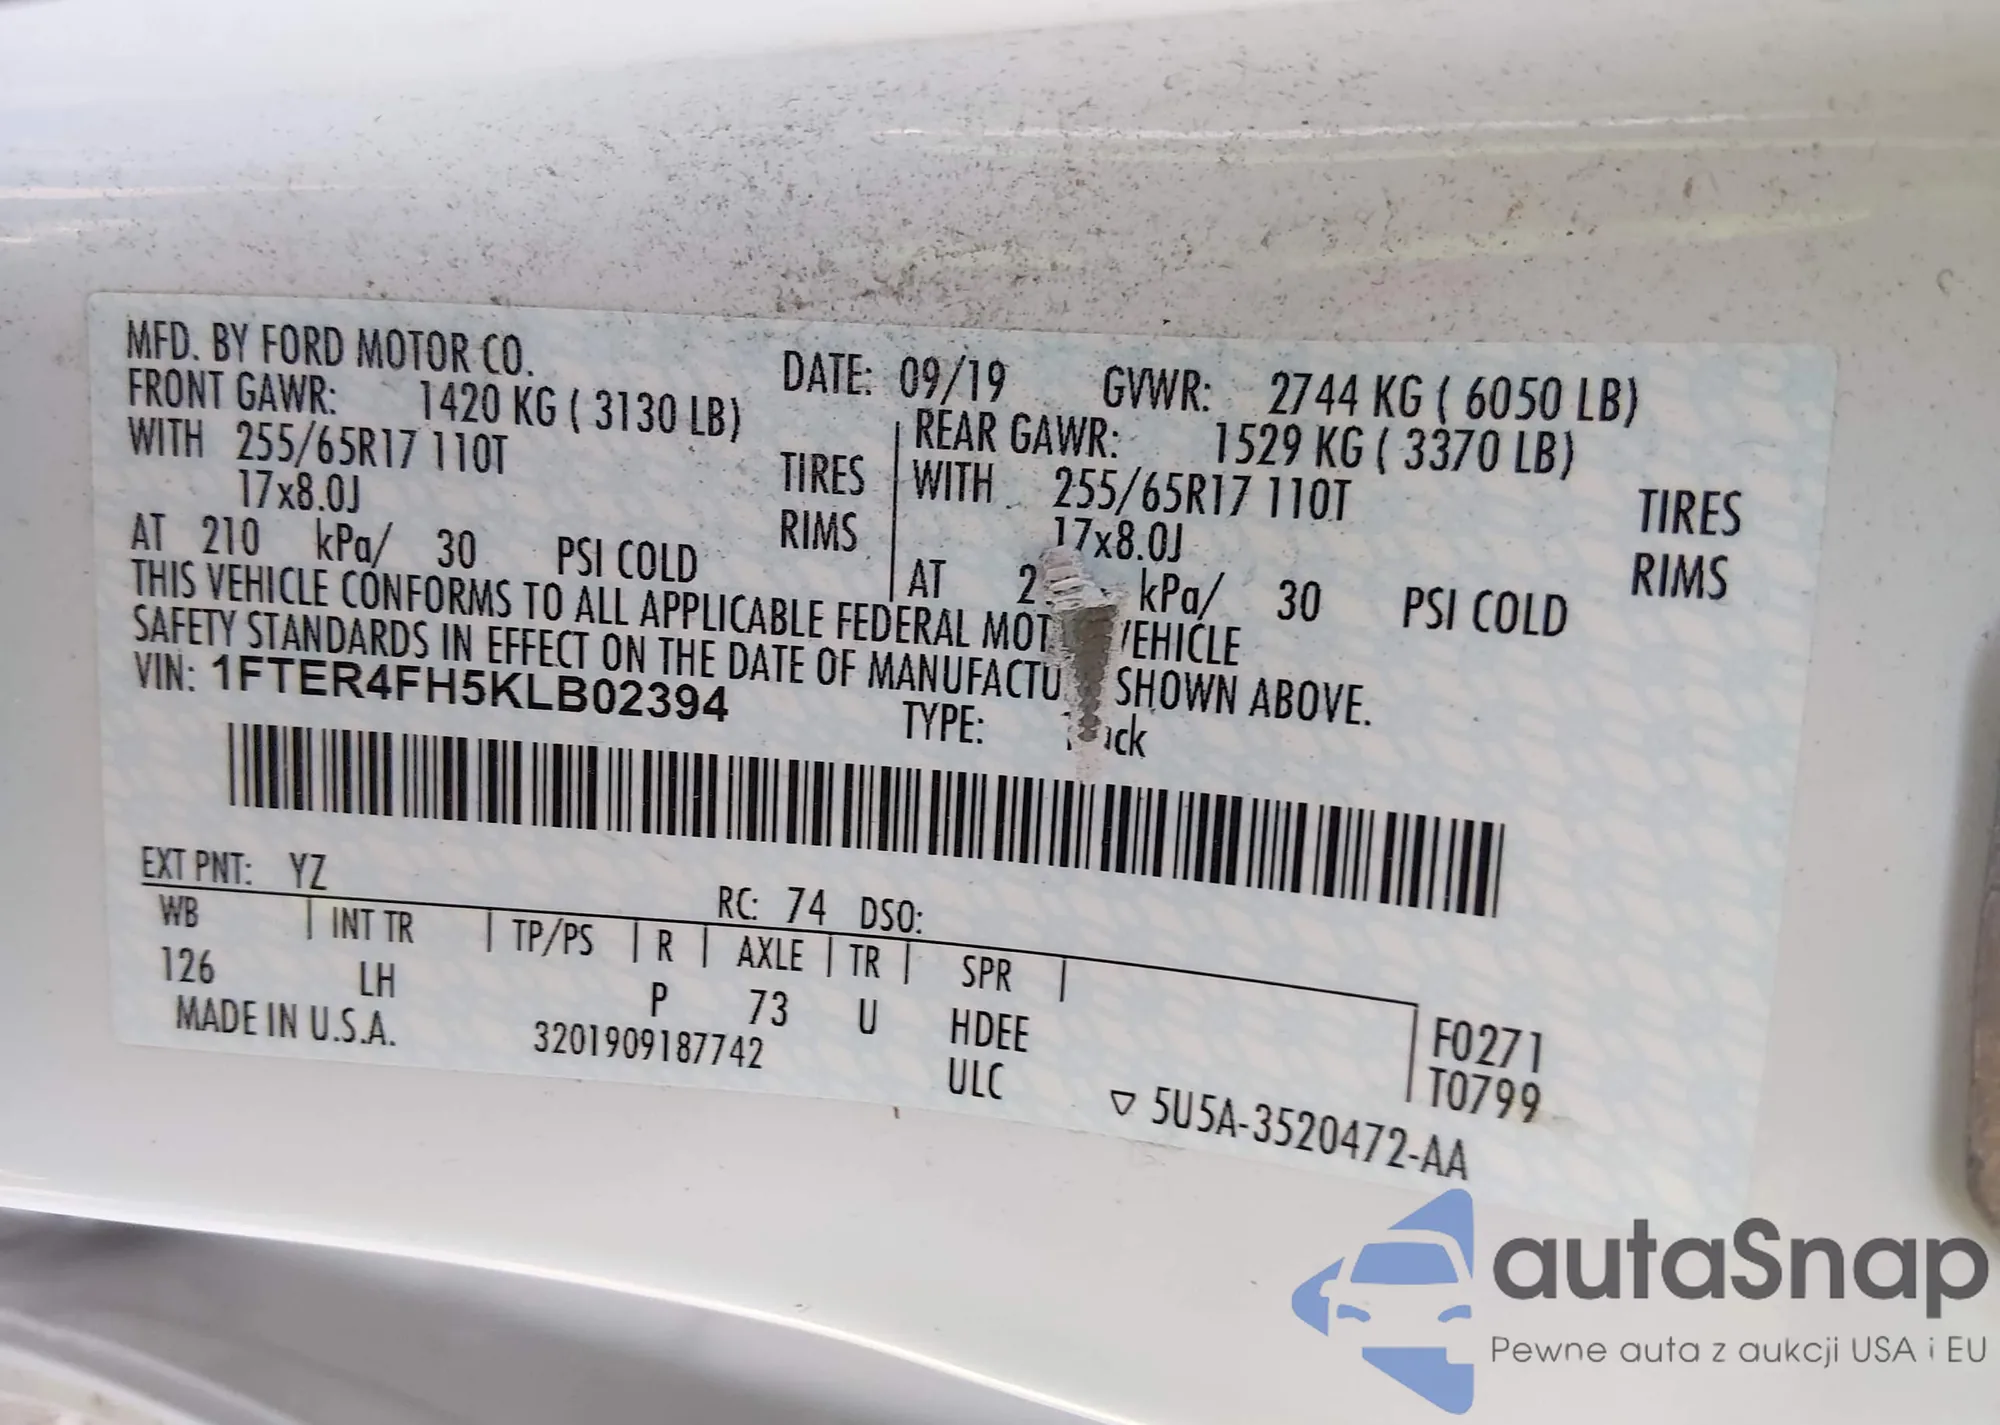 MFD. BY FORD MOTOR CO. DATE: 09/19 GVWR: 2744 KG ( 6050 LB)
FRONT GAWR: 1420 KG ( 3130 LB) REAR GAWR: 1529 KG ( 3370 LB)
WITH 255/65R17 110T TIRES WITH 255/65R17 110T TIRES
17x8.0J RIMS 17x8.0J RIMS
AT 210 kPa/ 30 PSI COLD AT kPa/ 30 PSI COLD
THIS VEHICLE CONFORMS TO ALL APPLICABLE FEDERAL VEHICLE
SAFETY STANDARDS IN EFFECT ON THE DATE OF SHOWN ABOVE.
VIN: 1FTER4FH5KLB02394 TYPE:
EXT PNT: YZ RC: 74 DSO:
WB | INT TR | TP/PS | R | AXLE | TR | SPR |
126 LH P 73 U HDEE F0271
ULC T0799
MADE IN U.S.A. 3201909187742
▽ 5U5A-3520472-AA
autaSnap
Pewne auta z aukcji USA i EU